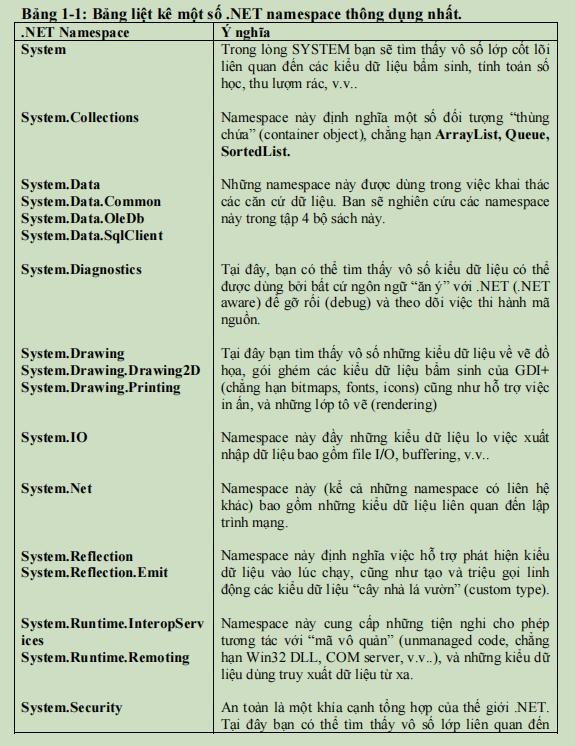 Bảng 1-1: Bảng liệt kê một số .NET namespace thông dụng nhất.
.NET Namespace Ý nghĩa
System Trong lòng SYSTEM bạn sẽ tìm thấy vô số lớp cốt lõi
liên quan đến các kiểu dữ liệu bẩm sinh, tính toán số
học, thu lượm rác, v.v..
System.Collections Namespace này định nghĩa một số đối tượng “thùng
chứa” (container object), chẳng hạn ArrayList, Queue,
SortedList.
System.Data Những namespace này được dùng trong việc khai thác
System.Data.Common các căn cứ dữ liệu. Ban sẽ nghiên cứu các namespace
System.Data.OleDb này trong tập 4 bộ sách này.
System.Data.SqlClient
System.Diagnostics Tại đây, bạn có thể tìm thấy vô số kiểu dữ liệu có thể
được dùng bởi bất cứ ngôn ngữ “ăn ý” với .NET (.NET
aware) để gỡ rối (debug) và theo dõi việc thi hành mã
nguồn.
System.Drawing Tại đây bạn tìm thấy vô số những kiểu dữ liệu về vẽ đồ
System.Drawing.Drawing2D họa, gói ghém các kiểu dữ liệu bẩm sinh của GDI+
System.Drawing.Printing (chẳng hạn bitmaps, fonts, icons) cũng như hỗ trợ việc
in ấn, và những lớp tô vẽ (rendering)
System.IO Namespace này đầy những kiểu dữ liệu lo việc xuất
nhập dữ liệu bao gồm file I/O, buffering, v.v..
System.Net Namespace này (kể cả những namespace có liên hệ
khác) bao gồm những kiểu dữ liệu liên quan đến lập
trình mạng.
System.Reflection Namespace này định nghĩa việc hỗ trợ phát hiện kiểu
System.Reflection.Emit dữ liệu vào lúc chạy, cũng như tạo và triệu gọi linh
động các kiểu dữ liệu “cây nhà lá vườn” (custom type).
System.Runtime.InteropServ Namespace này cung cấp những tiện nghi cho phép
ices tương tác với “mã vô quản” (unmanaged code, chẳng
System.Runtime.Remoting hạn Win32 DLL, COM server, v.v..), và những kiểu dữ
liệu dùng truy xuất dữ liệu từ xa.
System.Security An toàn là một khía cạnh tổng hợp của thế giới .NET.
Tại đây bạn có thể tìm thấy vô số lớp liên quan đến